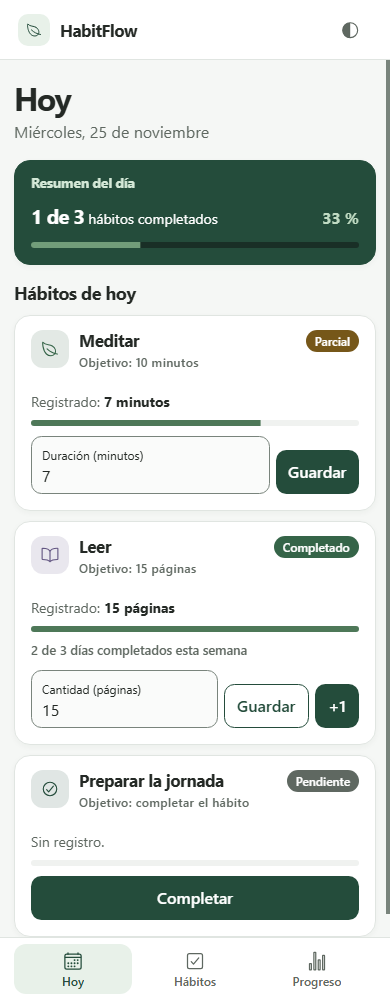 HabitFlow
Hoy
Miércoles, 25 de noviembre
Resumen del día
1 de 3 hábitos completados 33 %
Hábitos de hoy
Meditar Parcial
Objetivo: 10 minutos
Registrado: 7 minutos
Duración (minutos)
7 Guardar
Leer Completado
Objetivo: 15 páginas
Registrado: 15 páginas
2 de 3 días completados esta semana
Cantidad (páginas)
15 Guardar +1
Preparar la jornada Pendiente
Objetivo: completar el hábito
Sin registro.
Completar
Hoy Hábitos Progreso